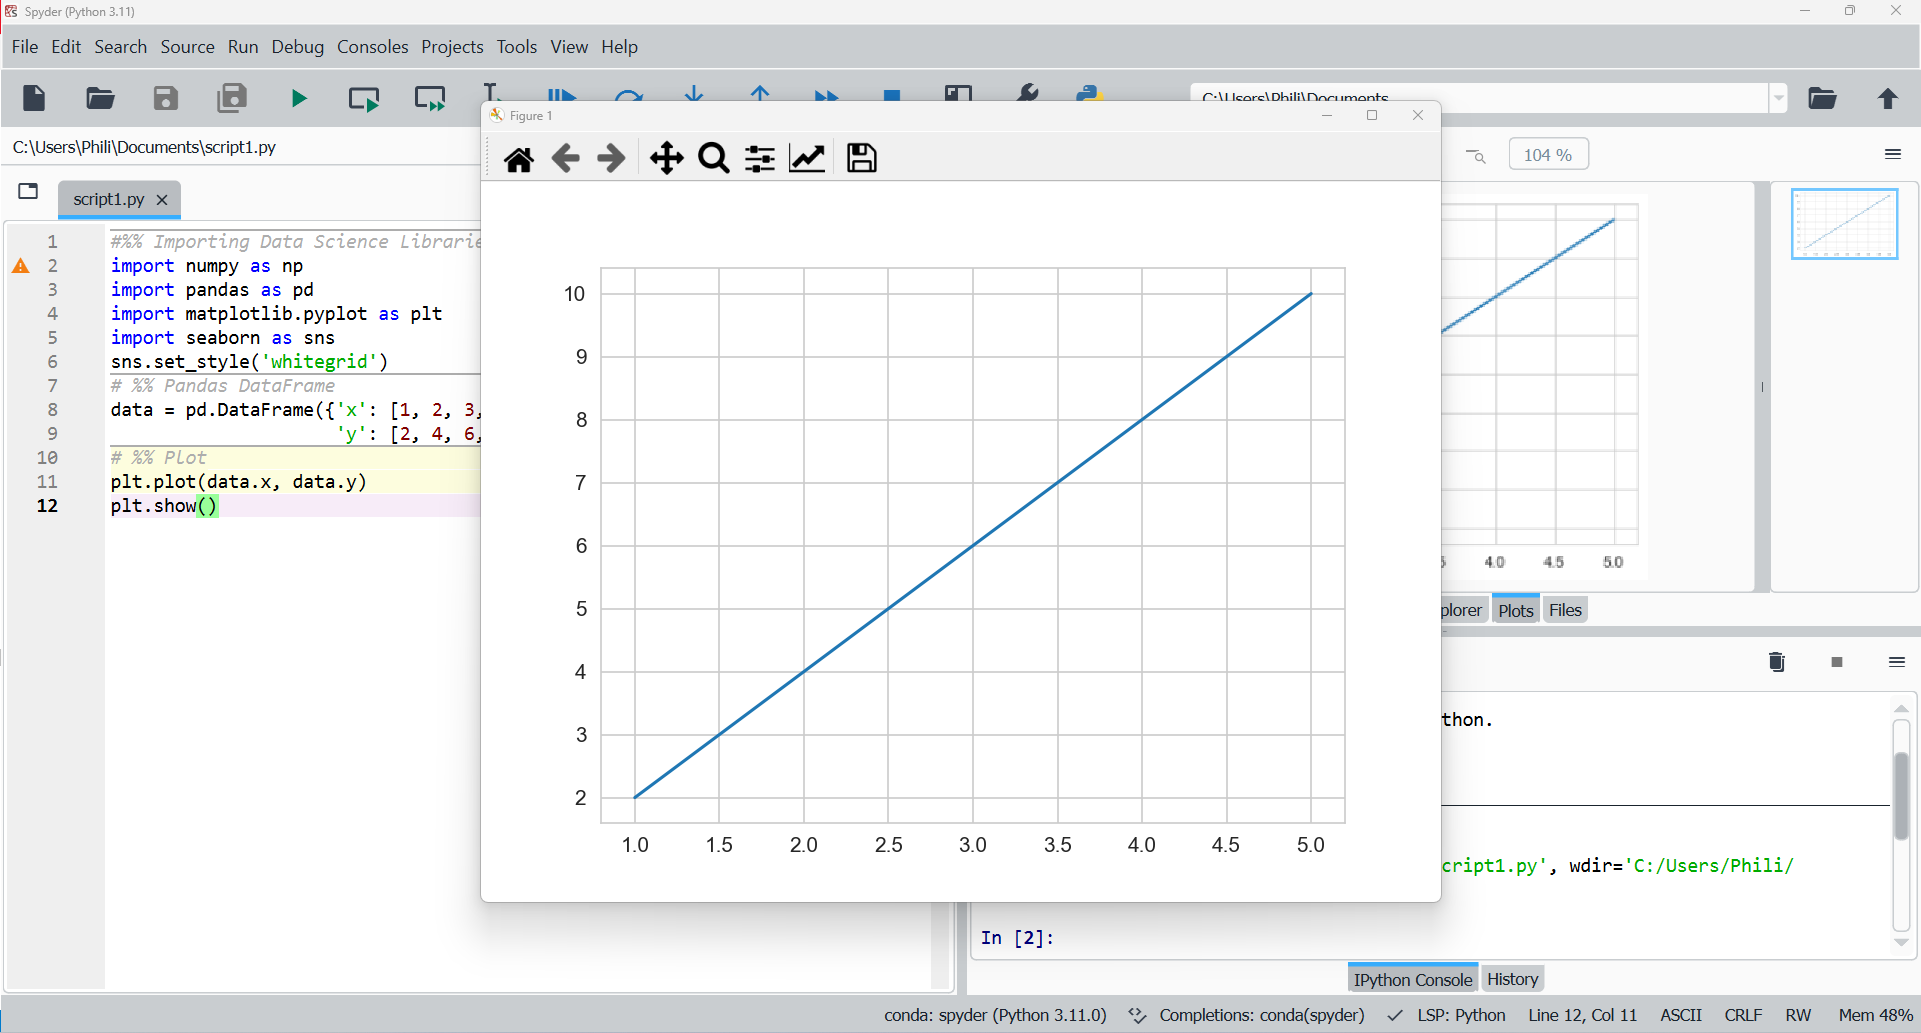 Spyder (Python 3.11)
File Edit Search Source Run Debug Consoles Projects Tools View Help
C:\Users\Phili\Documents
C:\Users\Phili\Documents\script1.py
Figure 1
104 %
script1.py
1 #%% Importing Data Science Librarie
2 import numpy as np
3 import pandas as pd
4 import matplotlib.pyplot as plt
5 import seaborn as sns
6 sns.set_style('whitegrid')
7 # %% Pandas DataFrame
8 data = pd.DataFrame({'x': [1, 2, 3,
9 'y': [2, 4, 6,
10 # %% Plot
11 plt.plot(data.x, data.y)
12 plt.show()
10
9
8
7
6
5
4
3
2
1.0 1.5 2.0 2.5 3.0 3.5 4.0 4.5 5.0
4.0 4.5 5.0
plorer Plots Files
thon.
cript1.py', wdir='C:/Users/Phili/
In [2]:
IPython Console History
conda: spyder (Python 3.11.0) Completions: conda(spyder) LSP: Python Line 12, Col 11 ASCII CRLF RW Mem 48%